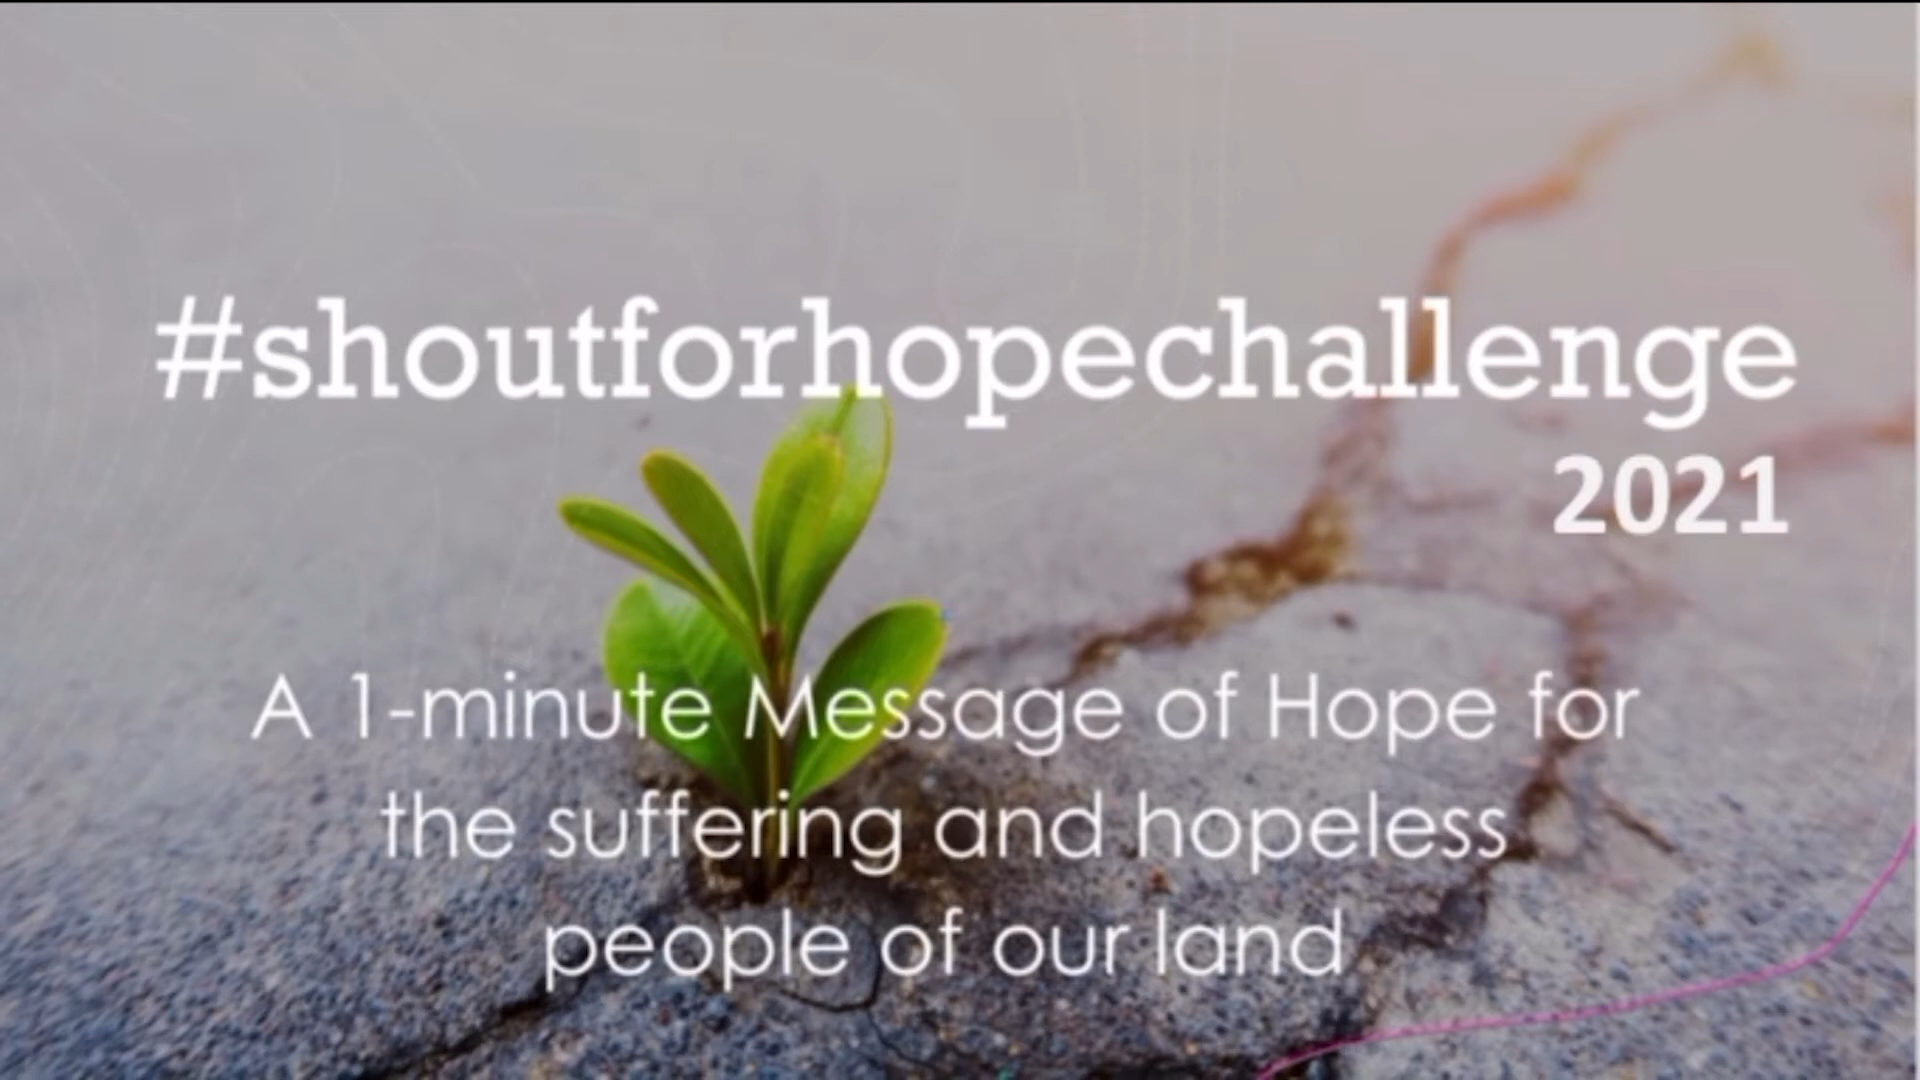 #shoutforhopechallenge
2021
A 1-minute Message of Hope for
the suffering and hopeless
people of our land